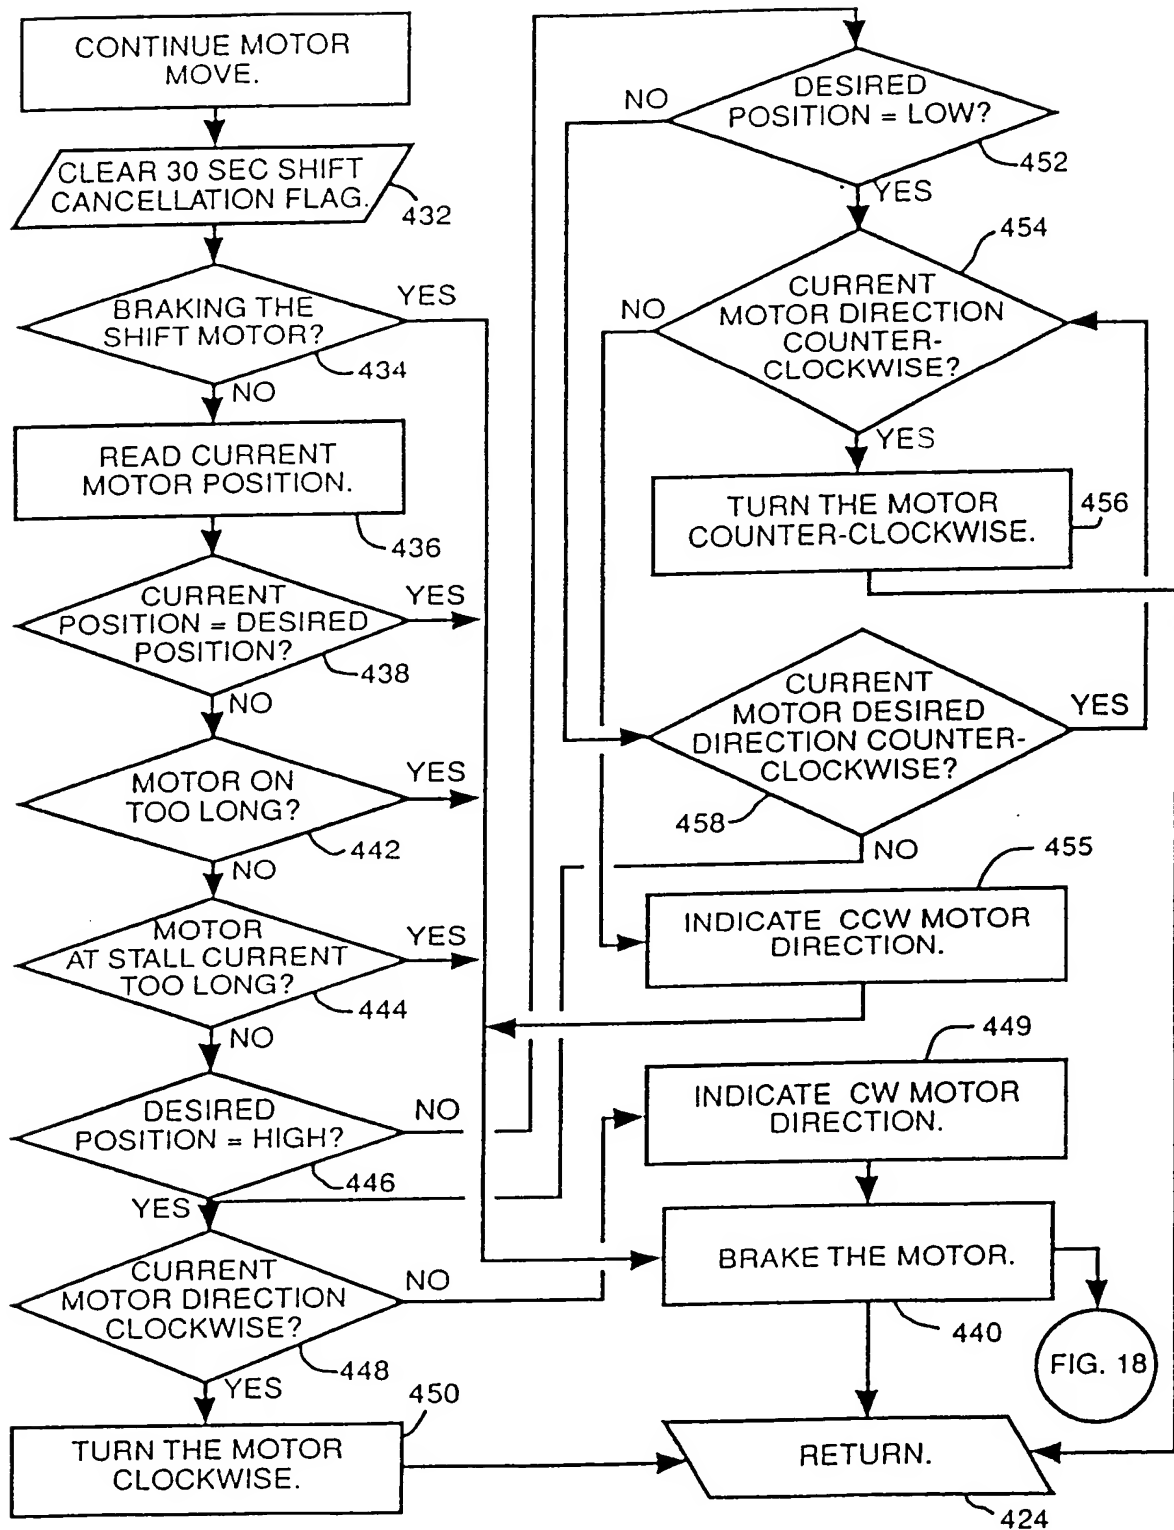 CONTINUE MOTOR
MOVE.
CLEAR 30 SEC SHIFT
CANCELLATION FLAG.
432
BRAKING THE
SHIFT MOTOR?
YES
434
NO
READ CURRENT
MOTOR POSITION.
436
CURRENT
POSITION = DESIRED
POSITION?
YES
438
NO
MOTOR ON
TOO LONG?
YES
442
NO
MOTOR
AT STALL CURRENT
TOO LONG?
YES
444
NO
DESIRED
POSITION = HIGH?
NO
446
YES
CURRENT
MOTOR DIRECTION
CLOCKWISE?
NO
448
YES
450
TURN THE MOTOR
CLOCKWISE.
DESIRED
POSITION = LOW?
NO
452
YES
454
CURRENT
MOTOR DIRECTION
COUNTER-
CLOCKWISE?
NO
YES
TURN THE MOTOR
COUNTER-CLOCKWISE.
456
CURRENT
MOTOR DESIRED
DIRECTION COUNTER-
CLOCKWISE?
YES
458
NO
455
INDICATE CCW MOTOR
DIRECTION.
449
INDICATE CW MOTOR
DIRECTION.
BRAKE THE MOTOR.
440
FIG. 18
RETURN.
424